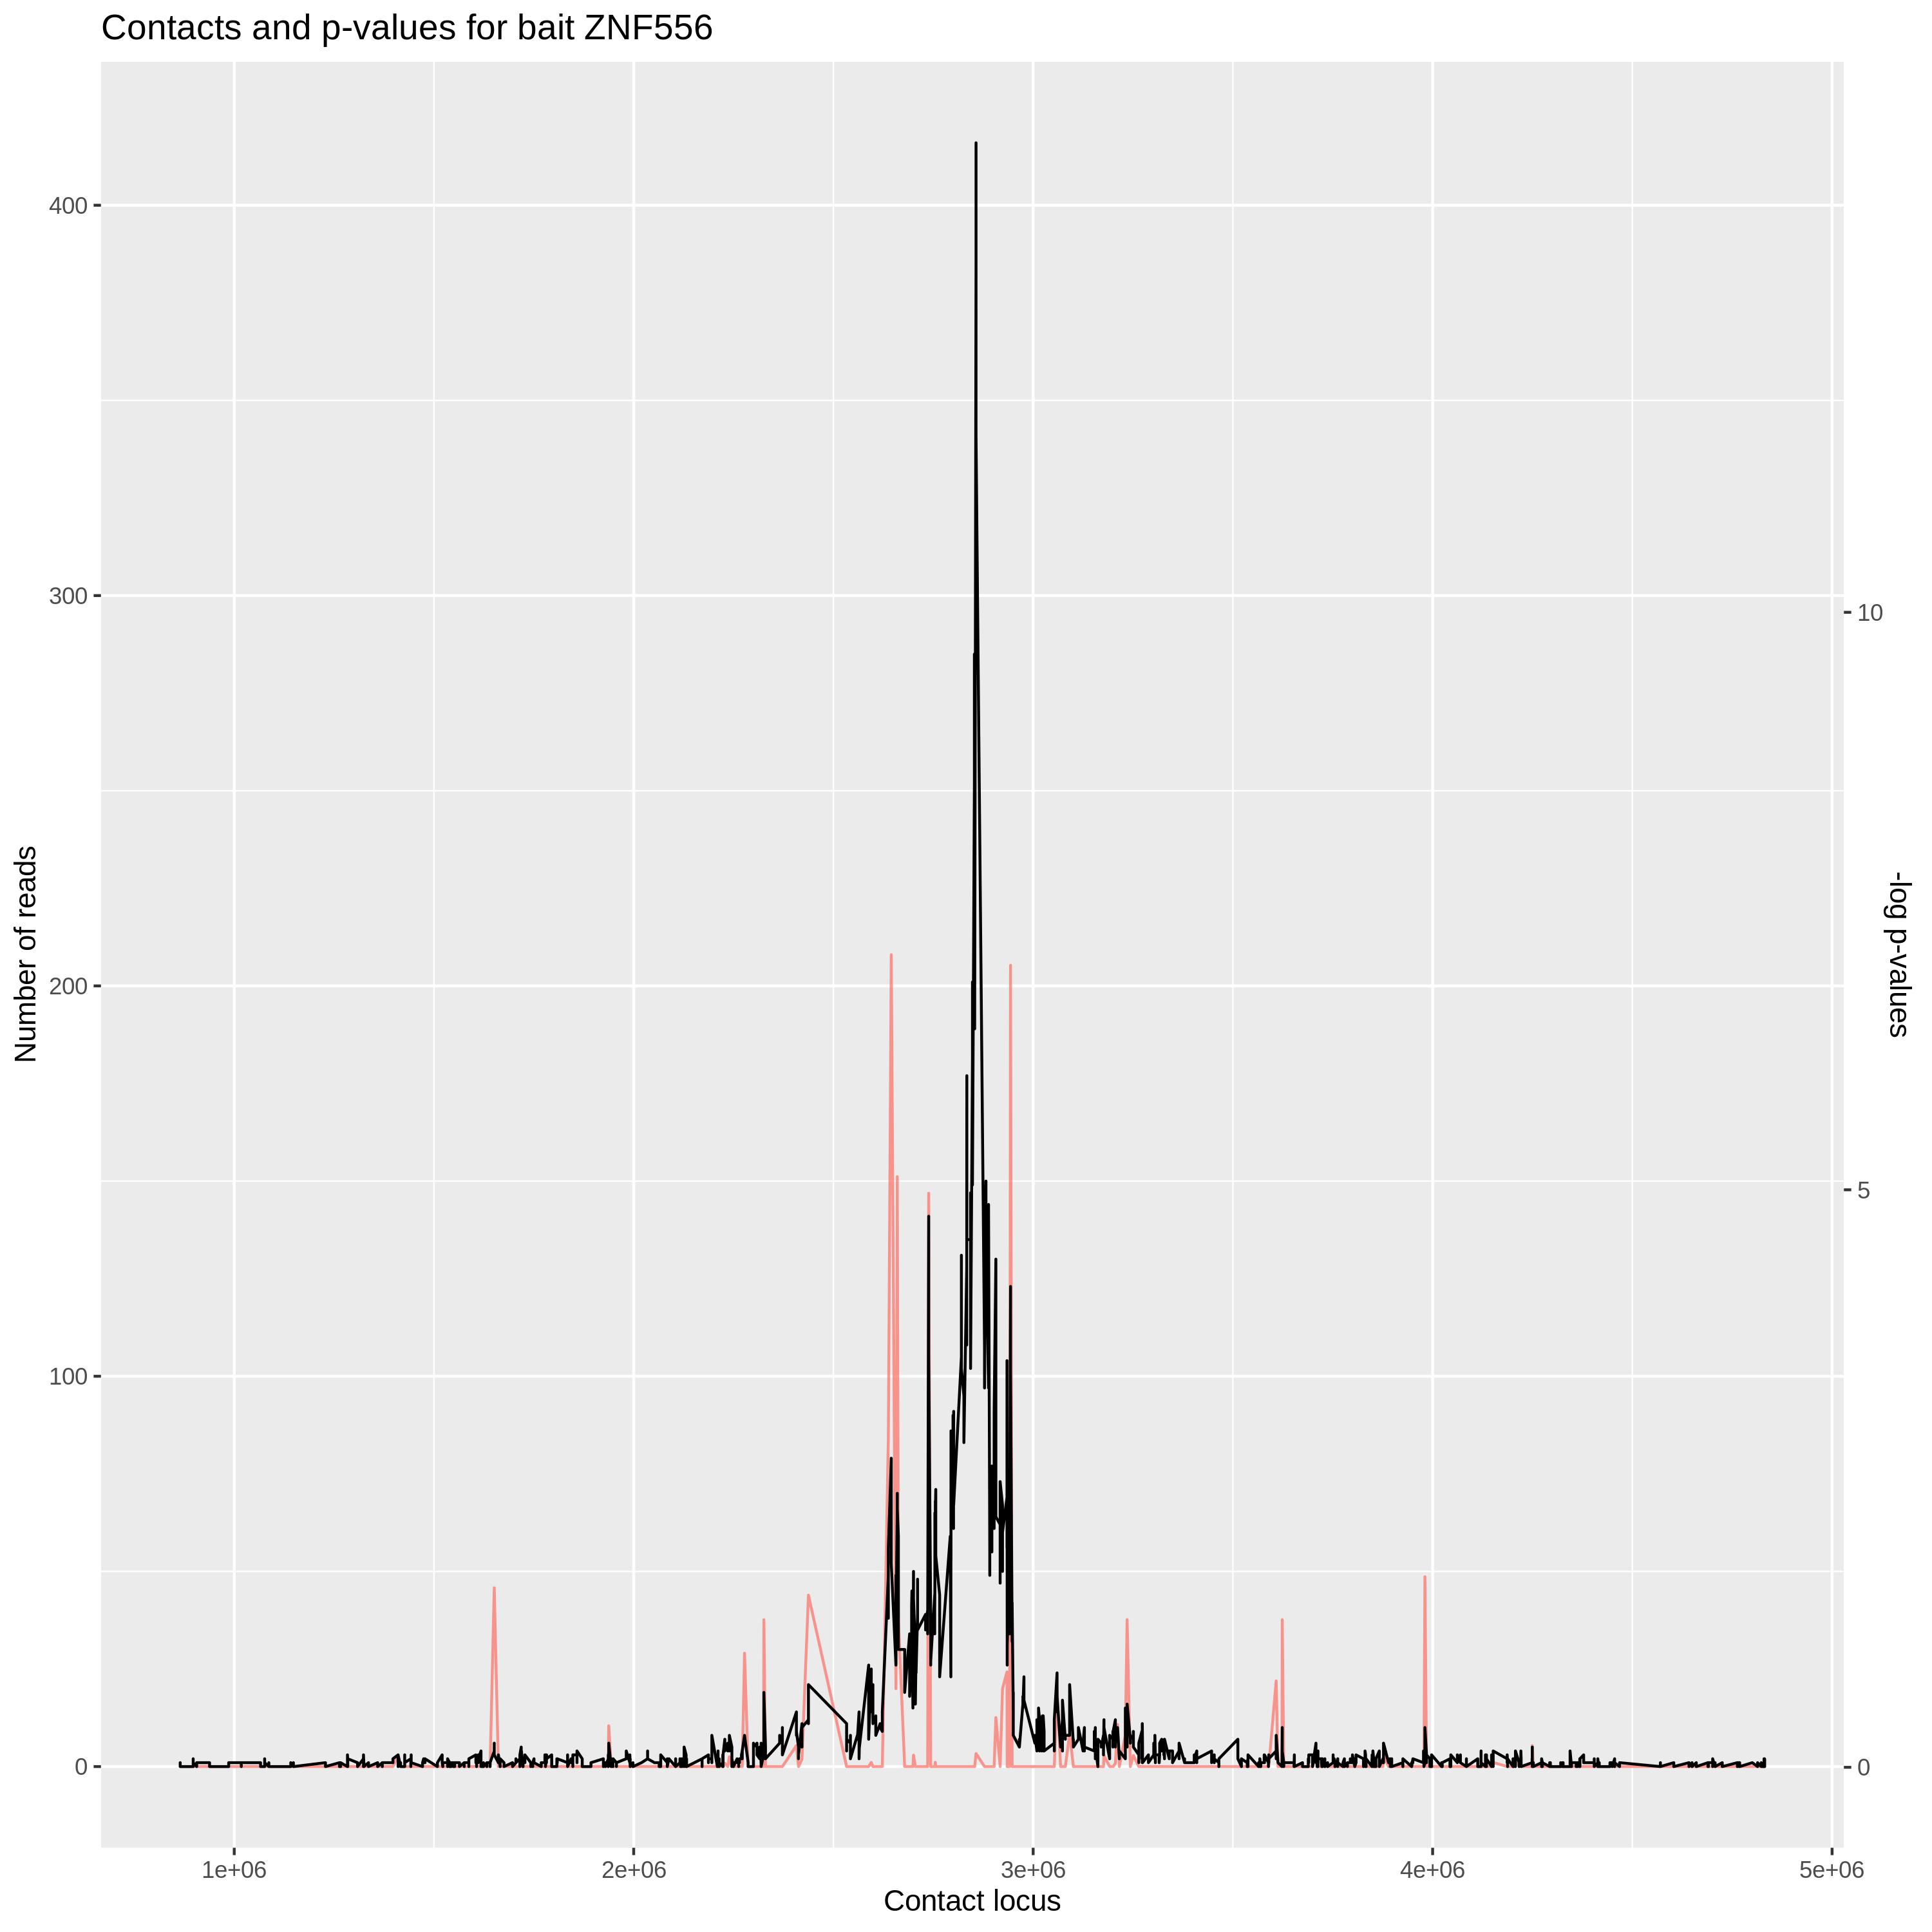 Contacts and p-values for bait ZNF556
400
300
200
100
0
Number of reads
10
5
0
-log p-values
1e+06
2e+06
3e+06
4e+06
5e+06
Contact locus